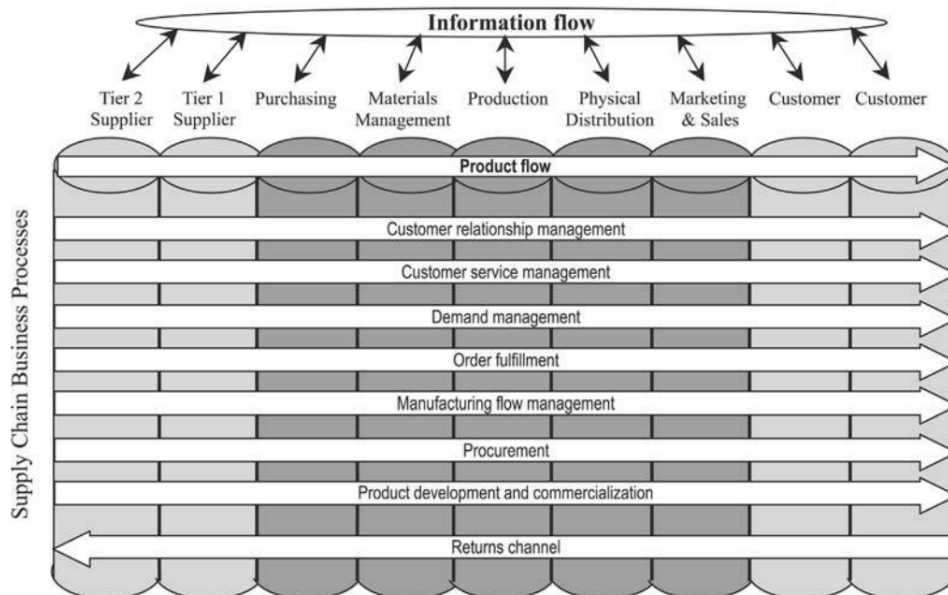 Information flow
Tier 2
Supplier
Tier 1
Supplier
Purchasing
Materials
Management
Production
Physical
Distribution
Marketing
& Sales
Customer
Customer
Supply Chain Business Processes
Product flow
Customer relationship management
Customer service management
Demand management
Order fulfillment
Manufacturing flow management
Procurement
Product development and commercialization
Returns channel